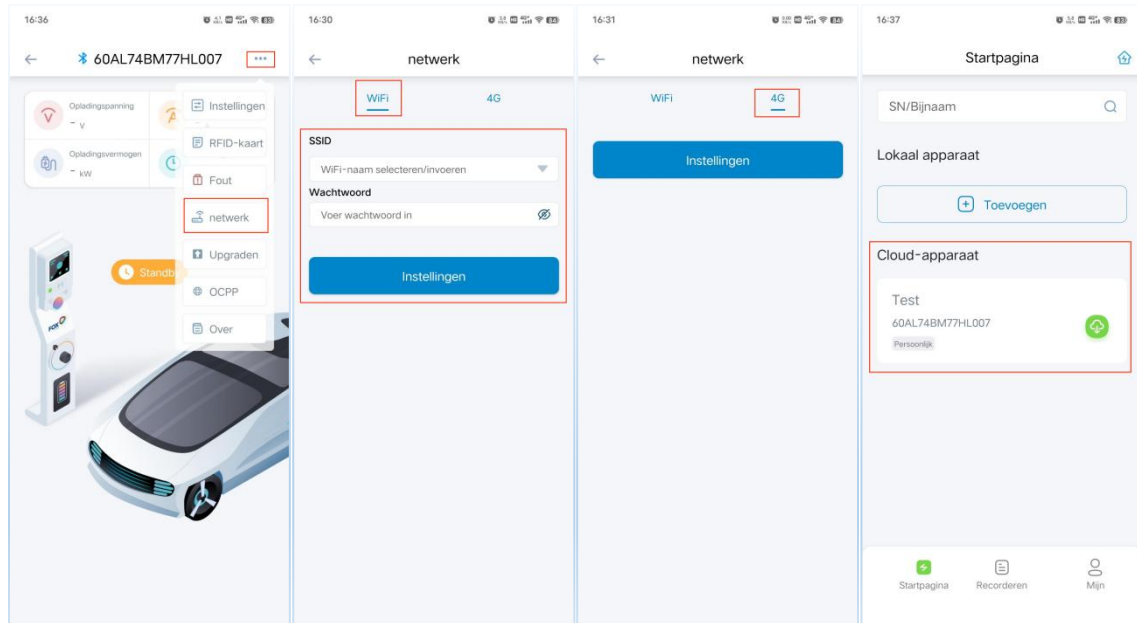 16:36
60AL74BM77HL007
Opladingspanning
- V
Opladingsvermogen
- kW
Instellingen
RFID-kaart
Fout
netwerk
Upgraden
OCPP
Over
Standb
FOX
16:30
netwerk
WiFi
4G
SSID
WiFi-naam selecteren/invoeren
Wachtwoord
Voer wachtwoord in
Instellingen
16:31
netwerk
WiFi
4G
Instellingen
16:37
Startpagina
SN/Bijnaam
Lokaal apparaat
Toevoegen
Cloud-apparaat
Test
60AL74BM77HL007
Persoonlijk
Startpagina
Recorderen
Mijn